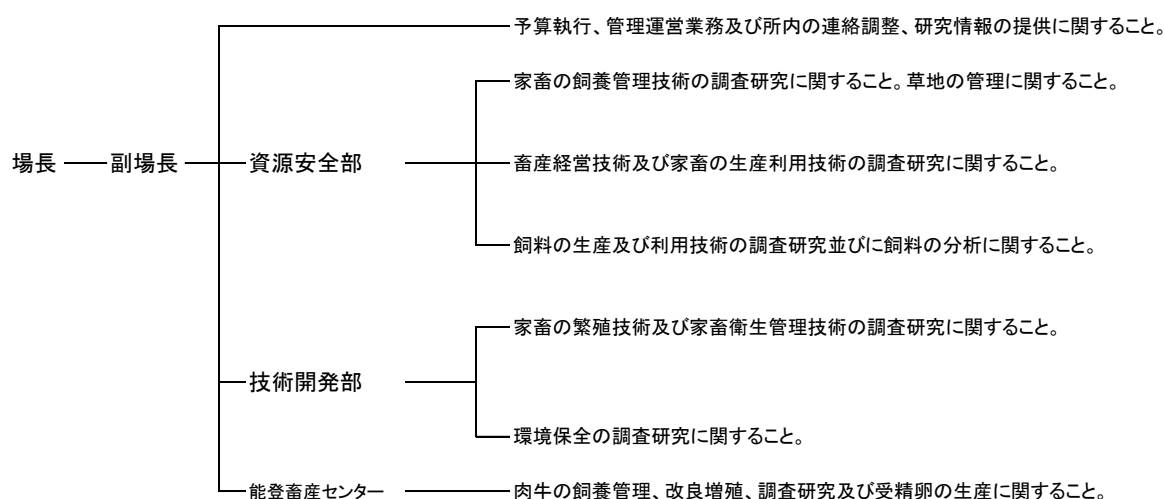 予算執行、管理運営業務及び所内の連絡調整、研究情報の提供に関すること。
家畜の飼養管理技術の調査研究に関すること。草地の管理に関すること。
場長
副場長
資源安全部
畜産経営技術及び家畜の生産利用技術の調査研究に関すること。
飼料の生産及び利用技術の調査研究並びに飼料の分析に関すること。
家畜の繁殖技術及び家畜衛生管理技術の調査研究に関すること。
技術開発部
環境保全の調査研究に関すること。
能登畜産センター
肉牛の飼養管理、改良増殖、調査研究及び受精卵の生産に関すること。